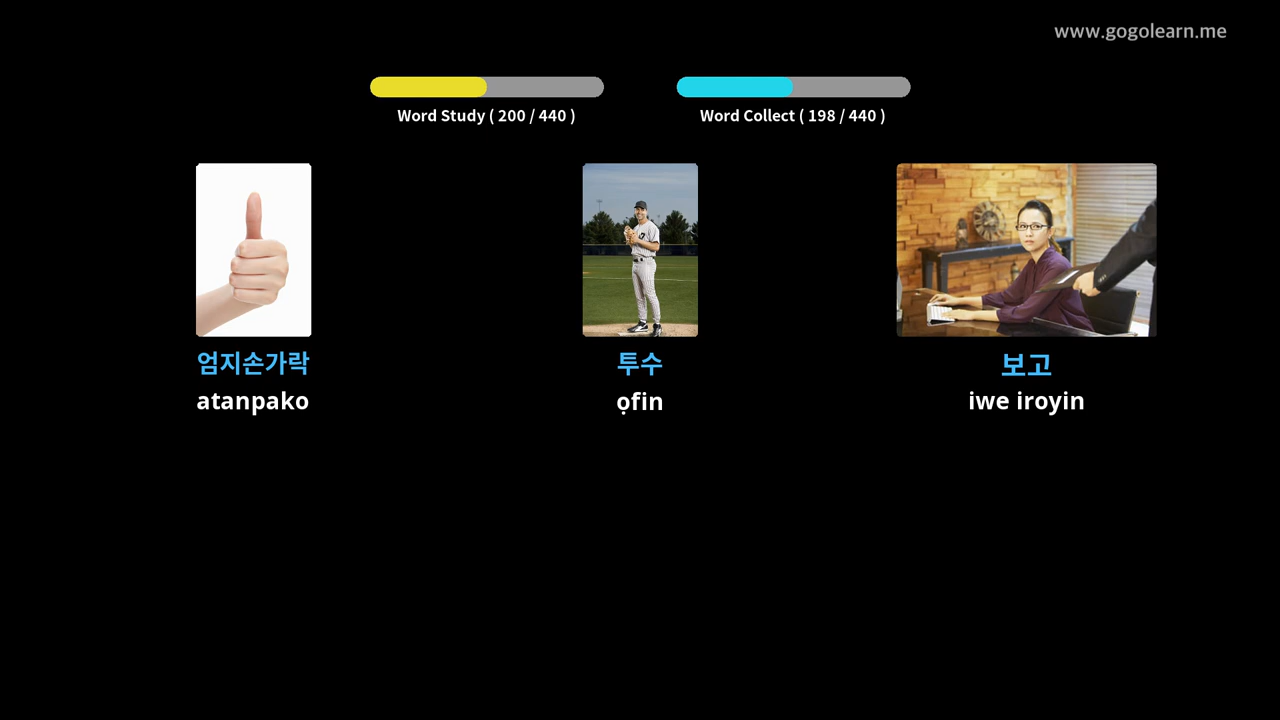 www.gogolearn.me
Word Study ( 200 / 440 )
Word Collect ( 198 / 440 )
엄지손가락
투수
보고
atanpako
ọfin
iwe iroyin